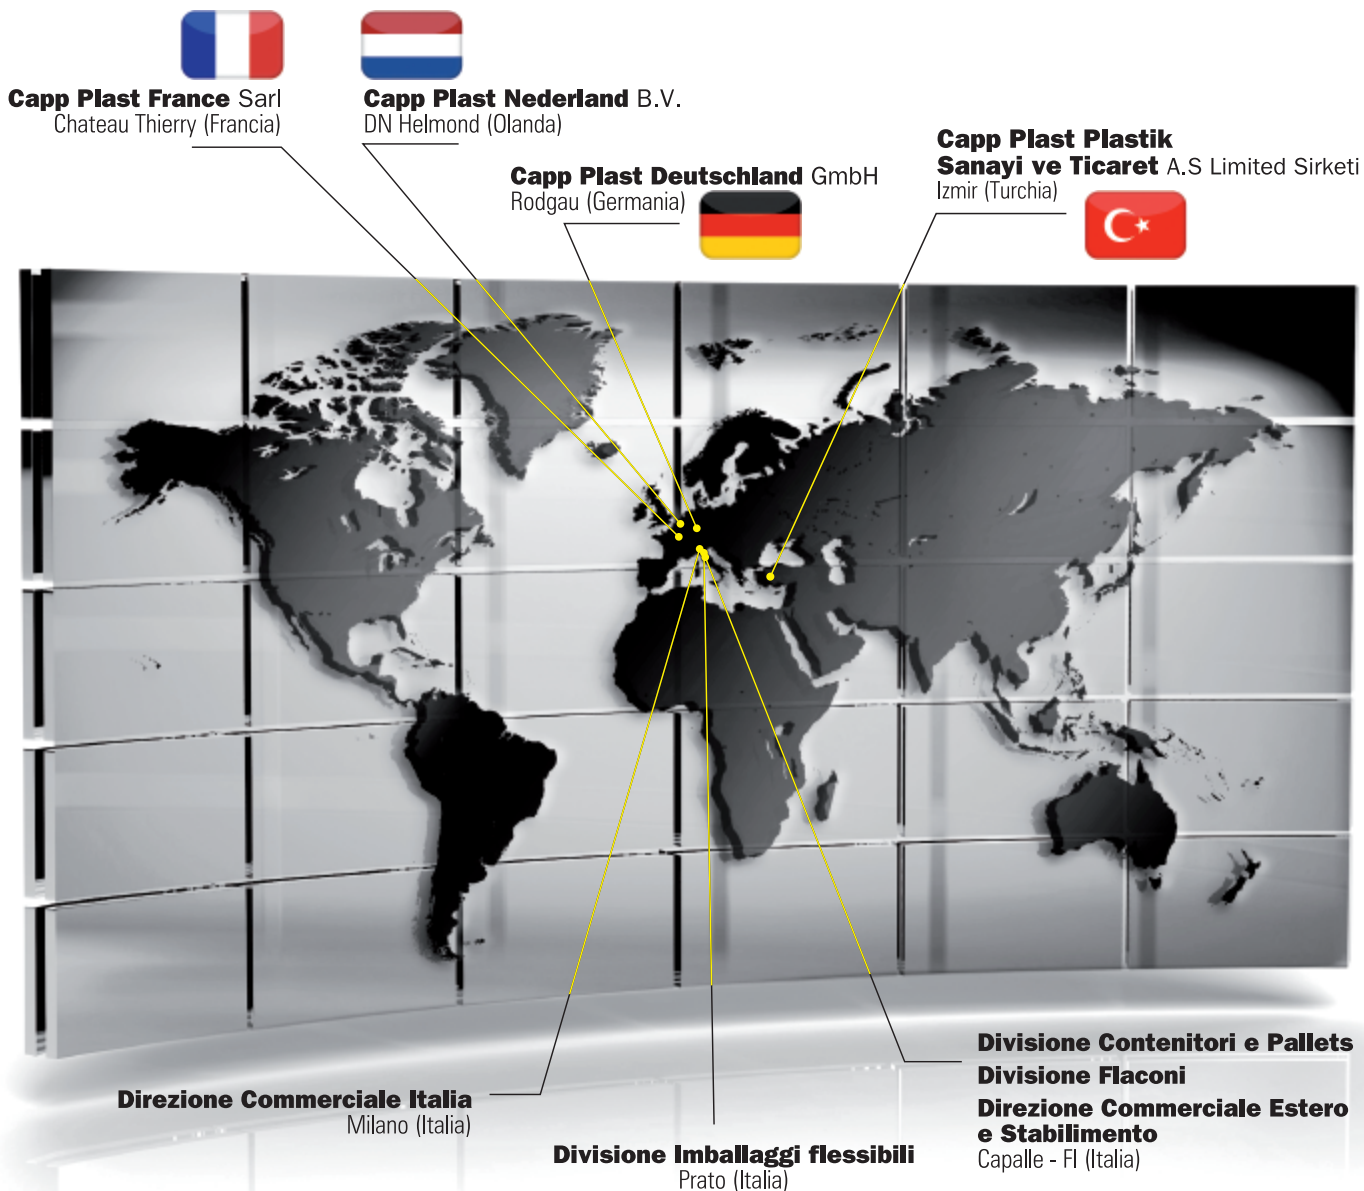 Capp Plast France Sarl
Chateau Thierry (Francia)
Capp Plast Nederland B.V.
DN Helmond (Olanda)
Capp Plast Deutschland GmbH
Rodgau (Germania)
Capp Plast Plastik
Sanayi ve Ticaret A.S Limited Sirketi
Izmir (Turchia)
Direzione Commerciale Italia
Milano (Italia)
Divisione Imballaggi flessibili
Prato (Italia)
Divisione Contenitori e Pallets
Divisione Flaconi
Direzione Commerciale Estero
e Stabilimento
Capalle - FI (Italia)